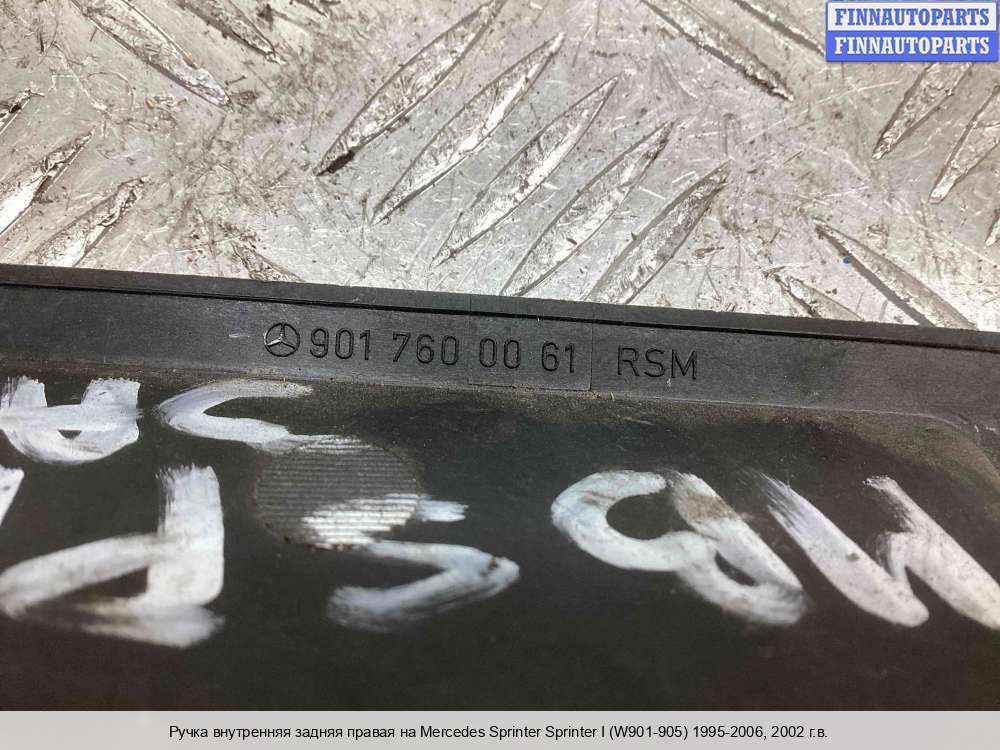 FINNAUTOPARTS
FINNAUTOPARTS
901 760 00 61 RSM
MB
Ручка внутренняя задняя правая на Mercedes Sprinter Sprinter I (W901-905) 1995-2006, 2002 г.в.